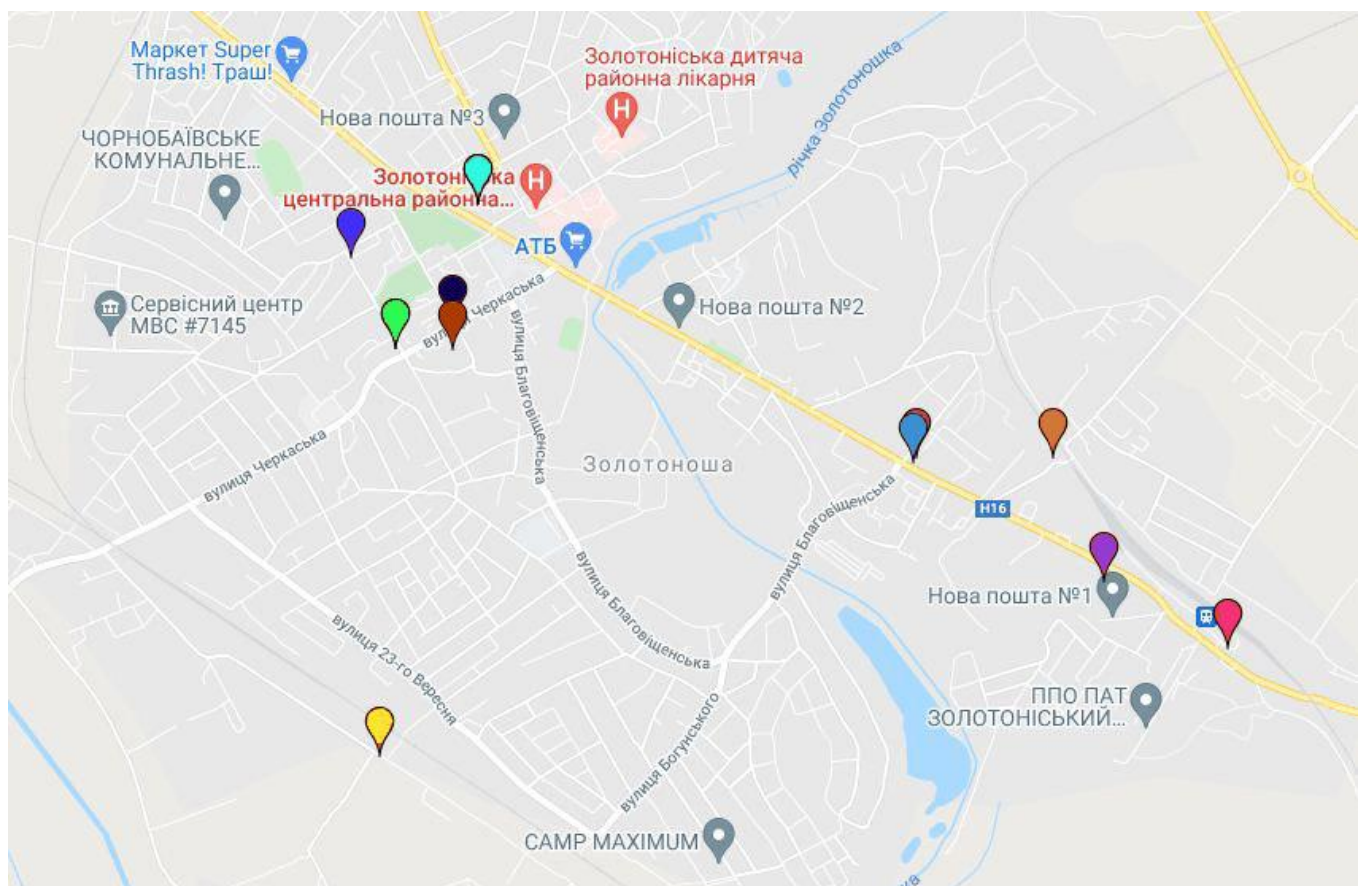 Маркет Super
Thrash! Траш!
Золотоніська дитяча
районна лікарня
річка Золотоношка
Нова пошта №3
ЧОРНОБАЇВСЬКЕ
КОМУНАЛЬНЕ...
центральна районна...
АТБ
Сервісний центр
МВС #7145
Нова пошта №2
вулиця Черкаська
вулиця Благовіщенська
Золотоноша
вулиця Черкаська
вулиця Благовіщенська
H16
Нова пошта №1
вулиця Благовіщенська
вулиця 23-го Вересня
ППО ПАТ
ЗОЛОТОНІСЬКИЙ...
вулиця Богунського
CAMP MAXIMUM